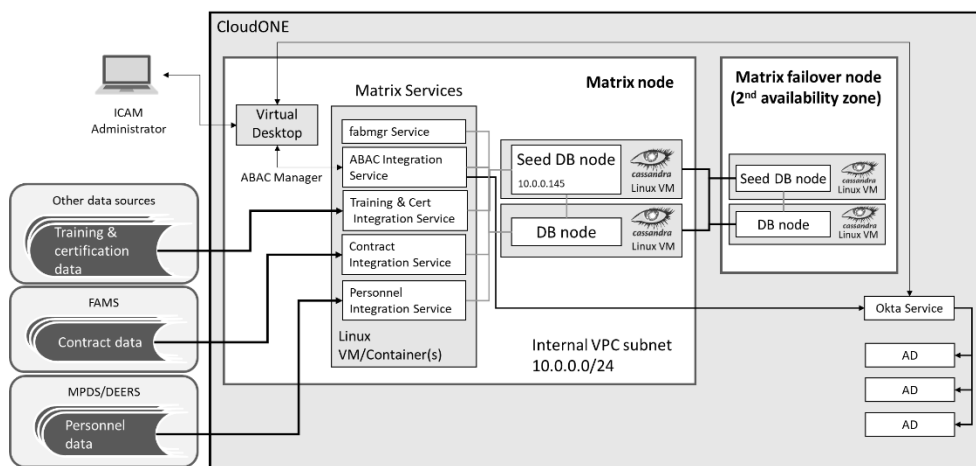 CloudONE
ICAM
Administrator
Virtual
Desktop
ABAC Manager
Matrix Services
fabmgr Service
ABAC Integration
Service
Training & Cert
Integration Service
Contract
Integration Service
Personnel
Integration Service
Linux
VM/Container(s)
Matrix node
Seed DB node
10.0.0.145
cassandra
Linux VM
DB node
cassandra
Linux VM
Internal VPC subnet
10.0.0.0/24
Matrix failover node
(2nd availability zone)
Seed DB node
cassandra
Linux VM
DB node
cassandra
Linux VM
Okta Service
AD
AD
AD
Other data sources
Training &
certification
data
FAMS
Contract data
MPDS/DEERS
Personnel
data